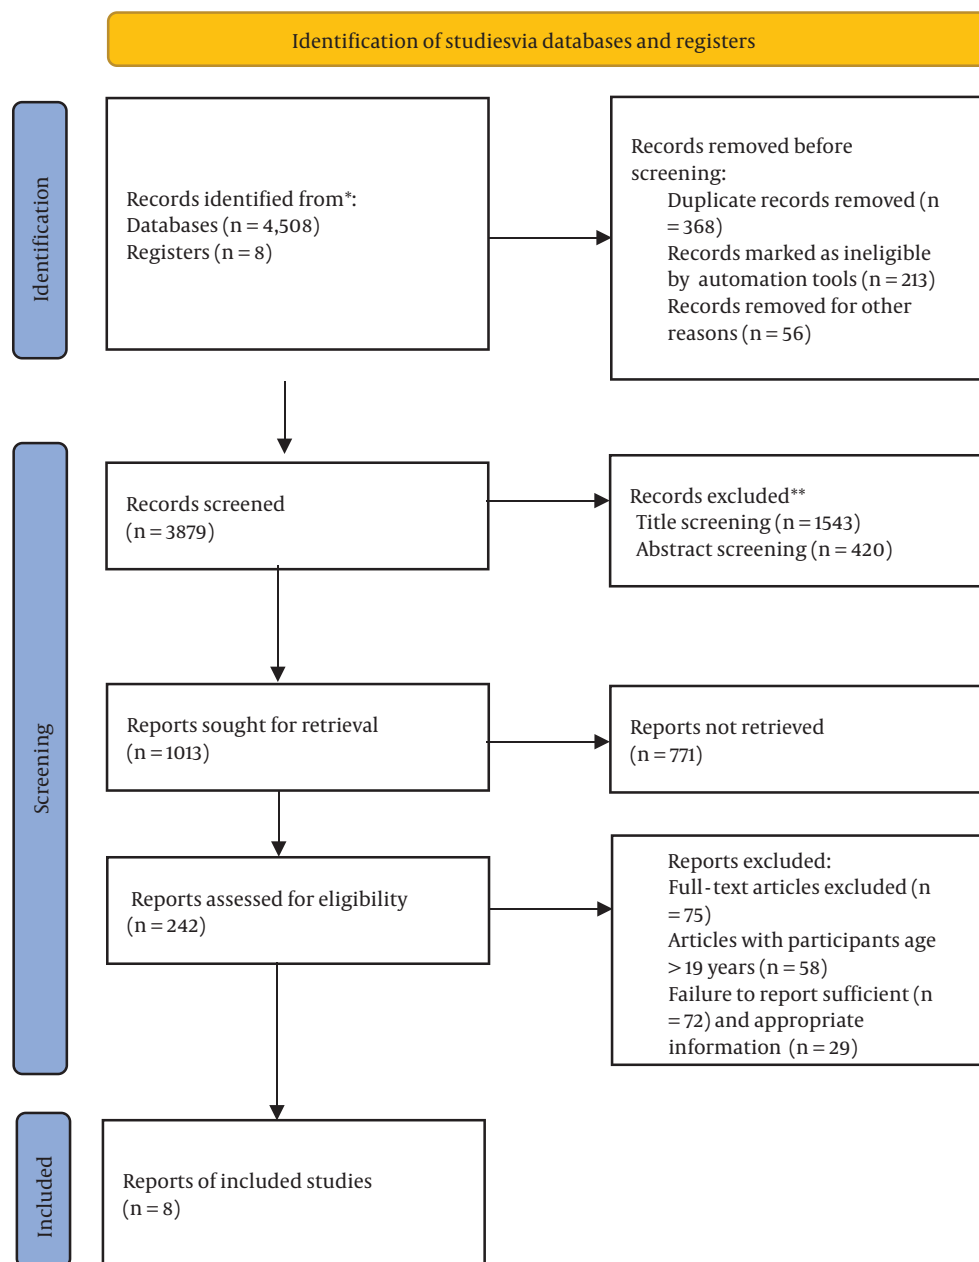 Identification of studiesvia databases and registers
Identification
Records identified from*:
Databases (n = 4,508)
Registers (n = 8)
Records removed before
screening:
Duplicate records removed (n
= 368)
Records marked as ineligible
by automation tools (n = 213)
Records removed for other
reasons (n = 56)
Screening
Records screened
(n = 3879)
Records excluded**
Title screening (n = 1543)
Abstract screening (n = 420)
Reports sought for retrieval
(n = 1013)
Reports not retrieved
(n = 771)
Reports assessed for eligibility
(n = 242)
Reports excluded:
Full-text articles excluded (n
= 75)
Articles with participants age
> 19 years (n = 58)
Failure to report sufficient (n
= 72) and appropriate
information (n = 29)
Included
Reports of included studies
(n = 8)